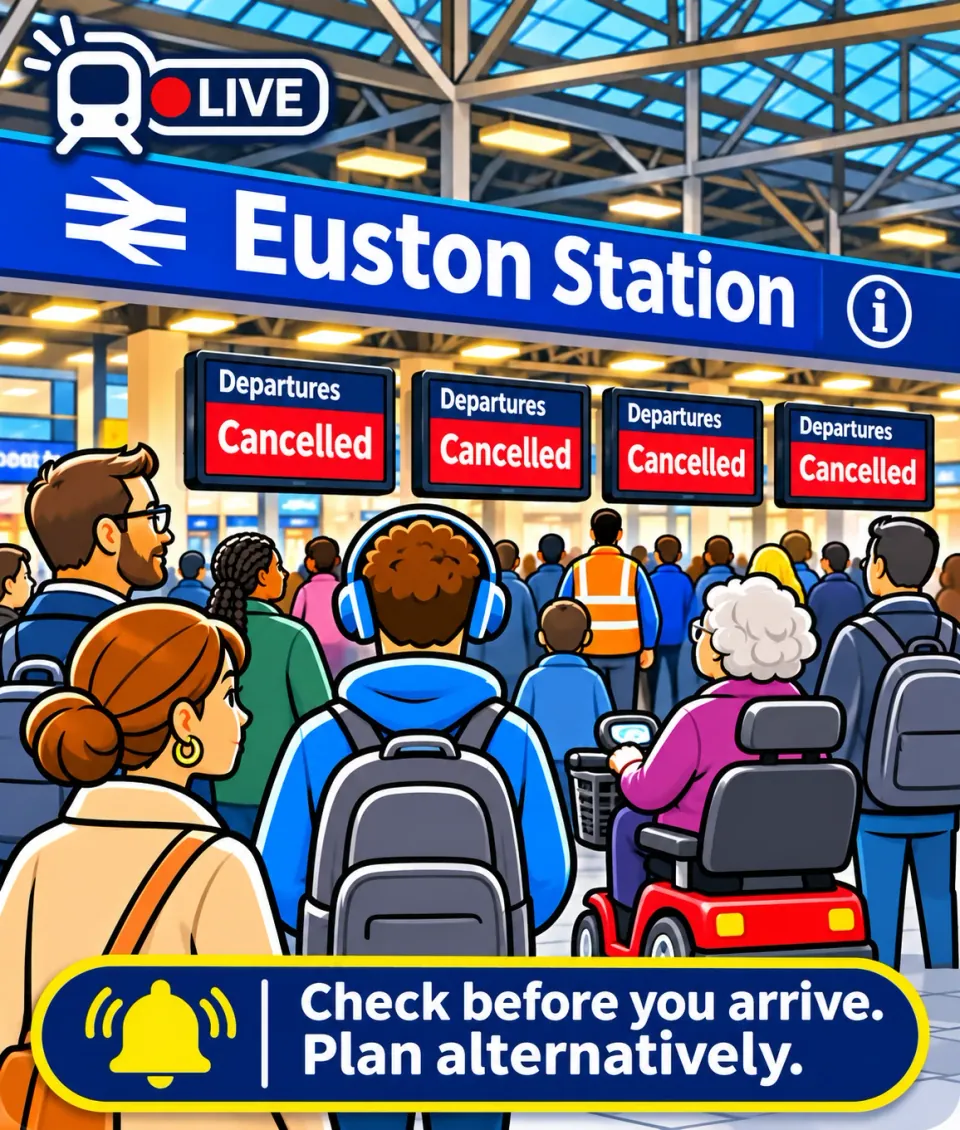 LIVE
Euston Station
i
Departures
Cancelled
Departures
Cancelled
Departures
Cancelled
Departures
Cancelled
Check before you arrive.
Plan alternatively.